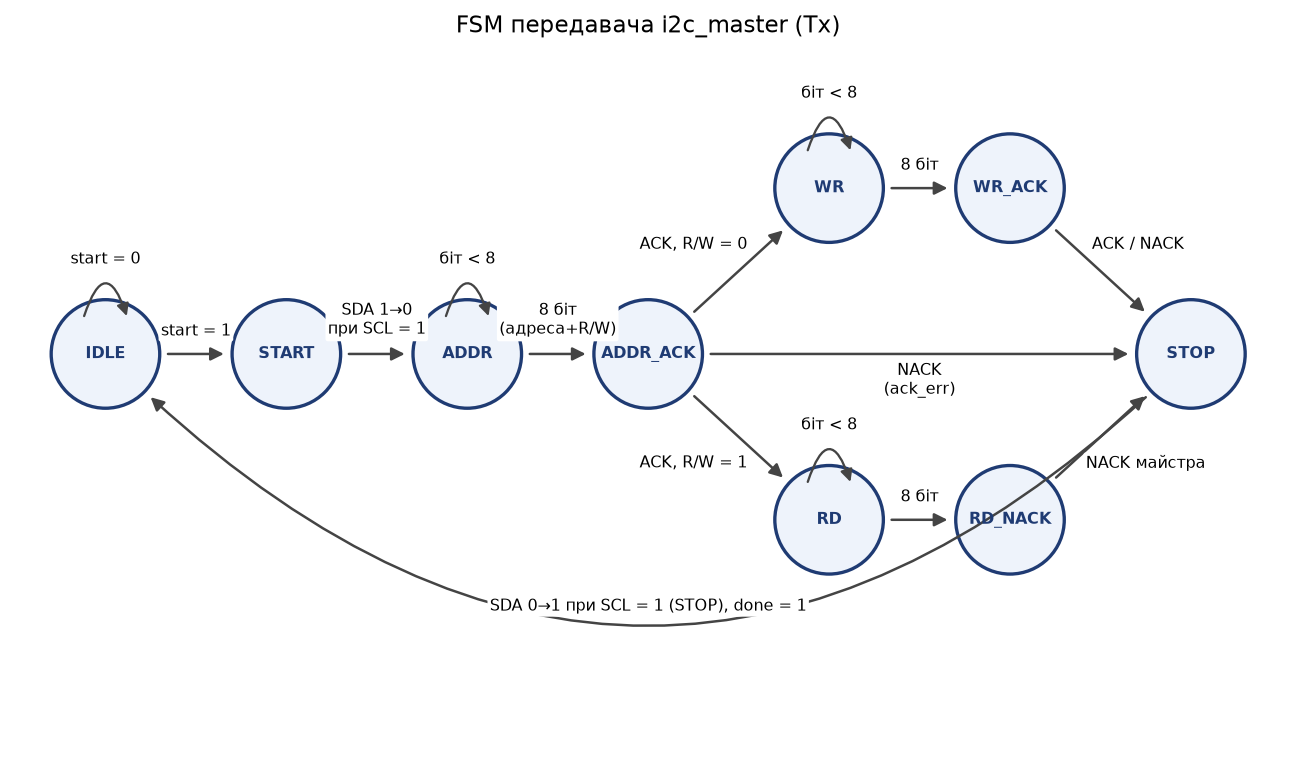 FSM передавача i2c_master (Tx)
біт < 8
WR
8 біт
WR_ACK
ACK, R/W = 0
ACK / NACK
start = 0
біт < 8
IDLE
start = 1
START
SDA 1→0
при SCL = 1
ADDR
8 біт
(адреса+R/W)
ADDR_ACK
NACK
(ack_err)
STOP
біт < 8
ACK, R/W = 1
NACK майстра
RD
8 біт
RD_NACK
SDA 0→1 при SCL = 1 (STOP), done = 1